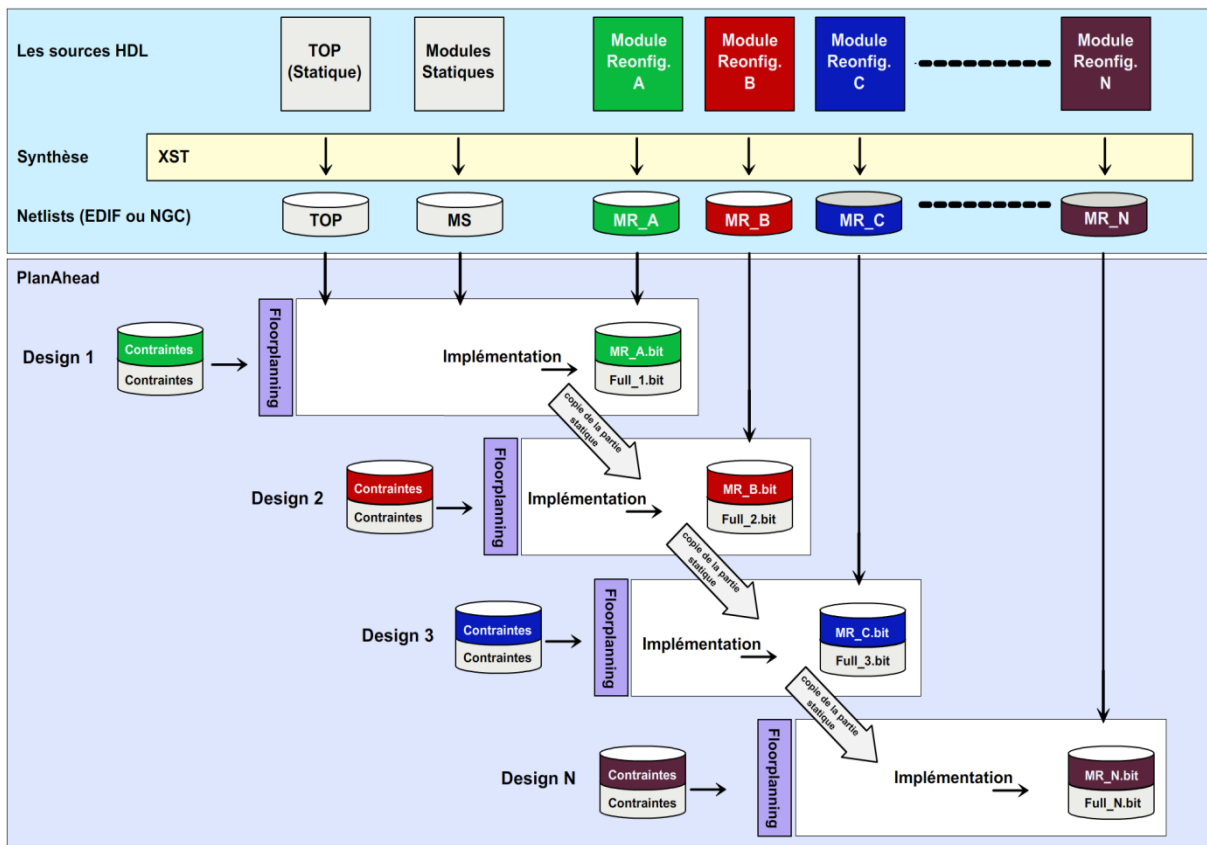 Les sources HDL
TOP
(Statique)
Modules
Statiques
Module
Reonfig.
A
Module
Reonfig.
B
Module
Reonfig.
C
Module
Reonfig.
N
Synthèse
XST
Netlists (EDIF ou NGC)
TOP
MS
MR_A
MR_B
MR_C
MR_N
PlanAhead
Design 1
Contraintes
Contraintes
Floorplanning
Implémentation
MR_A.bit
Full_1.bit
copie de la partie
statique
Design 2
Contraintes
Contraintes
Floorplanning
Implémentation
MR_B.bit
Full_2.bit
copie de la partie
statique
Design 3
Contraintes
Contraintes
Floorplanning
Implémentation
MR_C.bit
Full_3.bit
copie de la partie
statique
Design N
Contraintes
Contraintes
Floorplanning
Implémentation
MR_N.bit
Full_N.bit